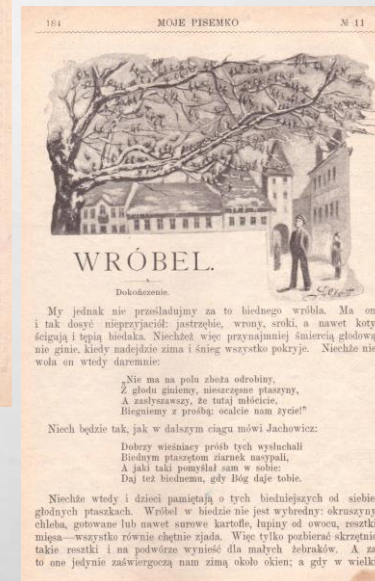 184 MOJE PISEMKO № 11
WRÓBEL.
Dokończenie.
My jednak nie prześladujmy za to biednego wróbla. Ma on
i tak dosyć nieprzyjaciół: jastrzębie, wrony, sroki, a nawet koty
ścigają i tępią biedaka. Niechżeż więc przynajmniej śmiercią głodową
nie ginie, kiedy nadejdzie zima i śnieg wszystko pokryje. Niechże nie
woła on wtedy daremnie:
„Nie ma na polu zboża odrobiny,
Z głodu giniemy, nieszczęsne ptaszyny,
A zasłyszawszy, że tutaj młócicie,
Biegniemy z prośbą: ocalcie nam życie!"
Niech będzie tak, jak w dalszym ciągu mówi Jachowicz:
Dobrzy wieśniacy próśb tych wysłuchali
Biednym ptaszętom ziarnek nasypali,
A jaki taki pomyślał sam w sobie:
Daj też biednemu, gdy Bóg daje tobie.
Niechże wtedy i dzieci pamiętają o tych biedniejszych od siebie
głodnych ptaszkach. Wróbel w biedzie nie jest wybredny: okruszyny
chleba, gotowane lub nawet surowe kartofle, łupiny od owocu, resztki
mięsa—wszystko równie chętnie zjada. Więc tylko pozbierać skrzętnie
takie resztki i na podwórze wynieść dla małych żebraków. A za
to one jedynie zaświergoczą nam zimą około okien; a gdy w wielki